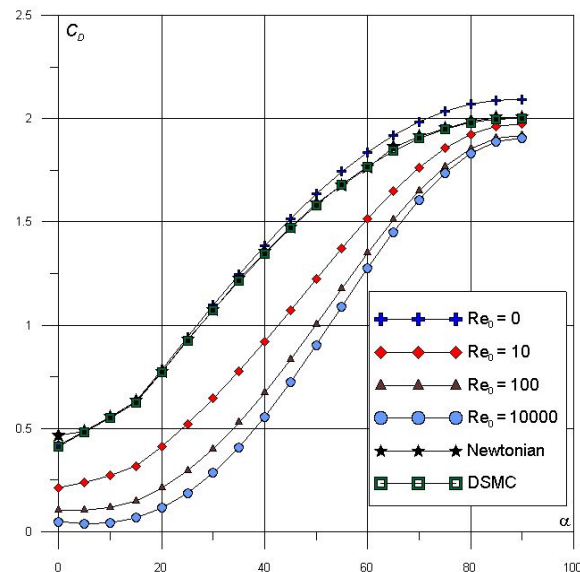 2.5
C_D
2
1.5
1
0.5
0
Re₀ = 0
Re₀ = 10
Re₀ = 100
Re₀ = 10000
Newtonian
DSMC
α
0
20
40
60
80
100